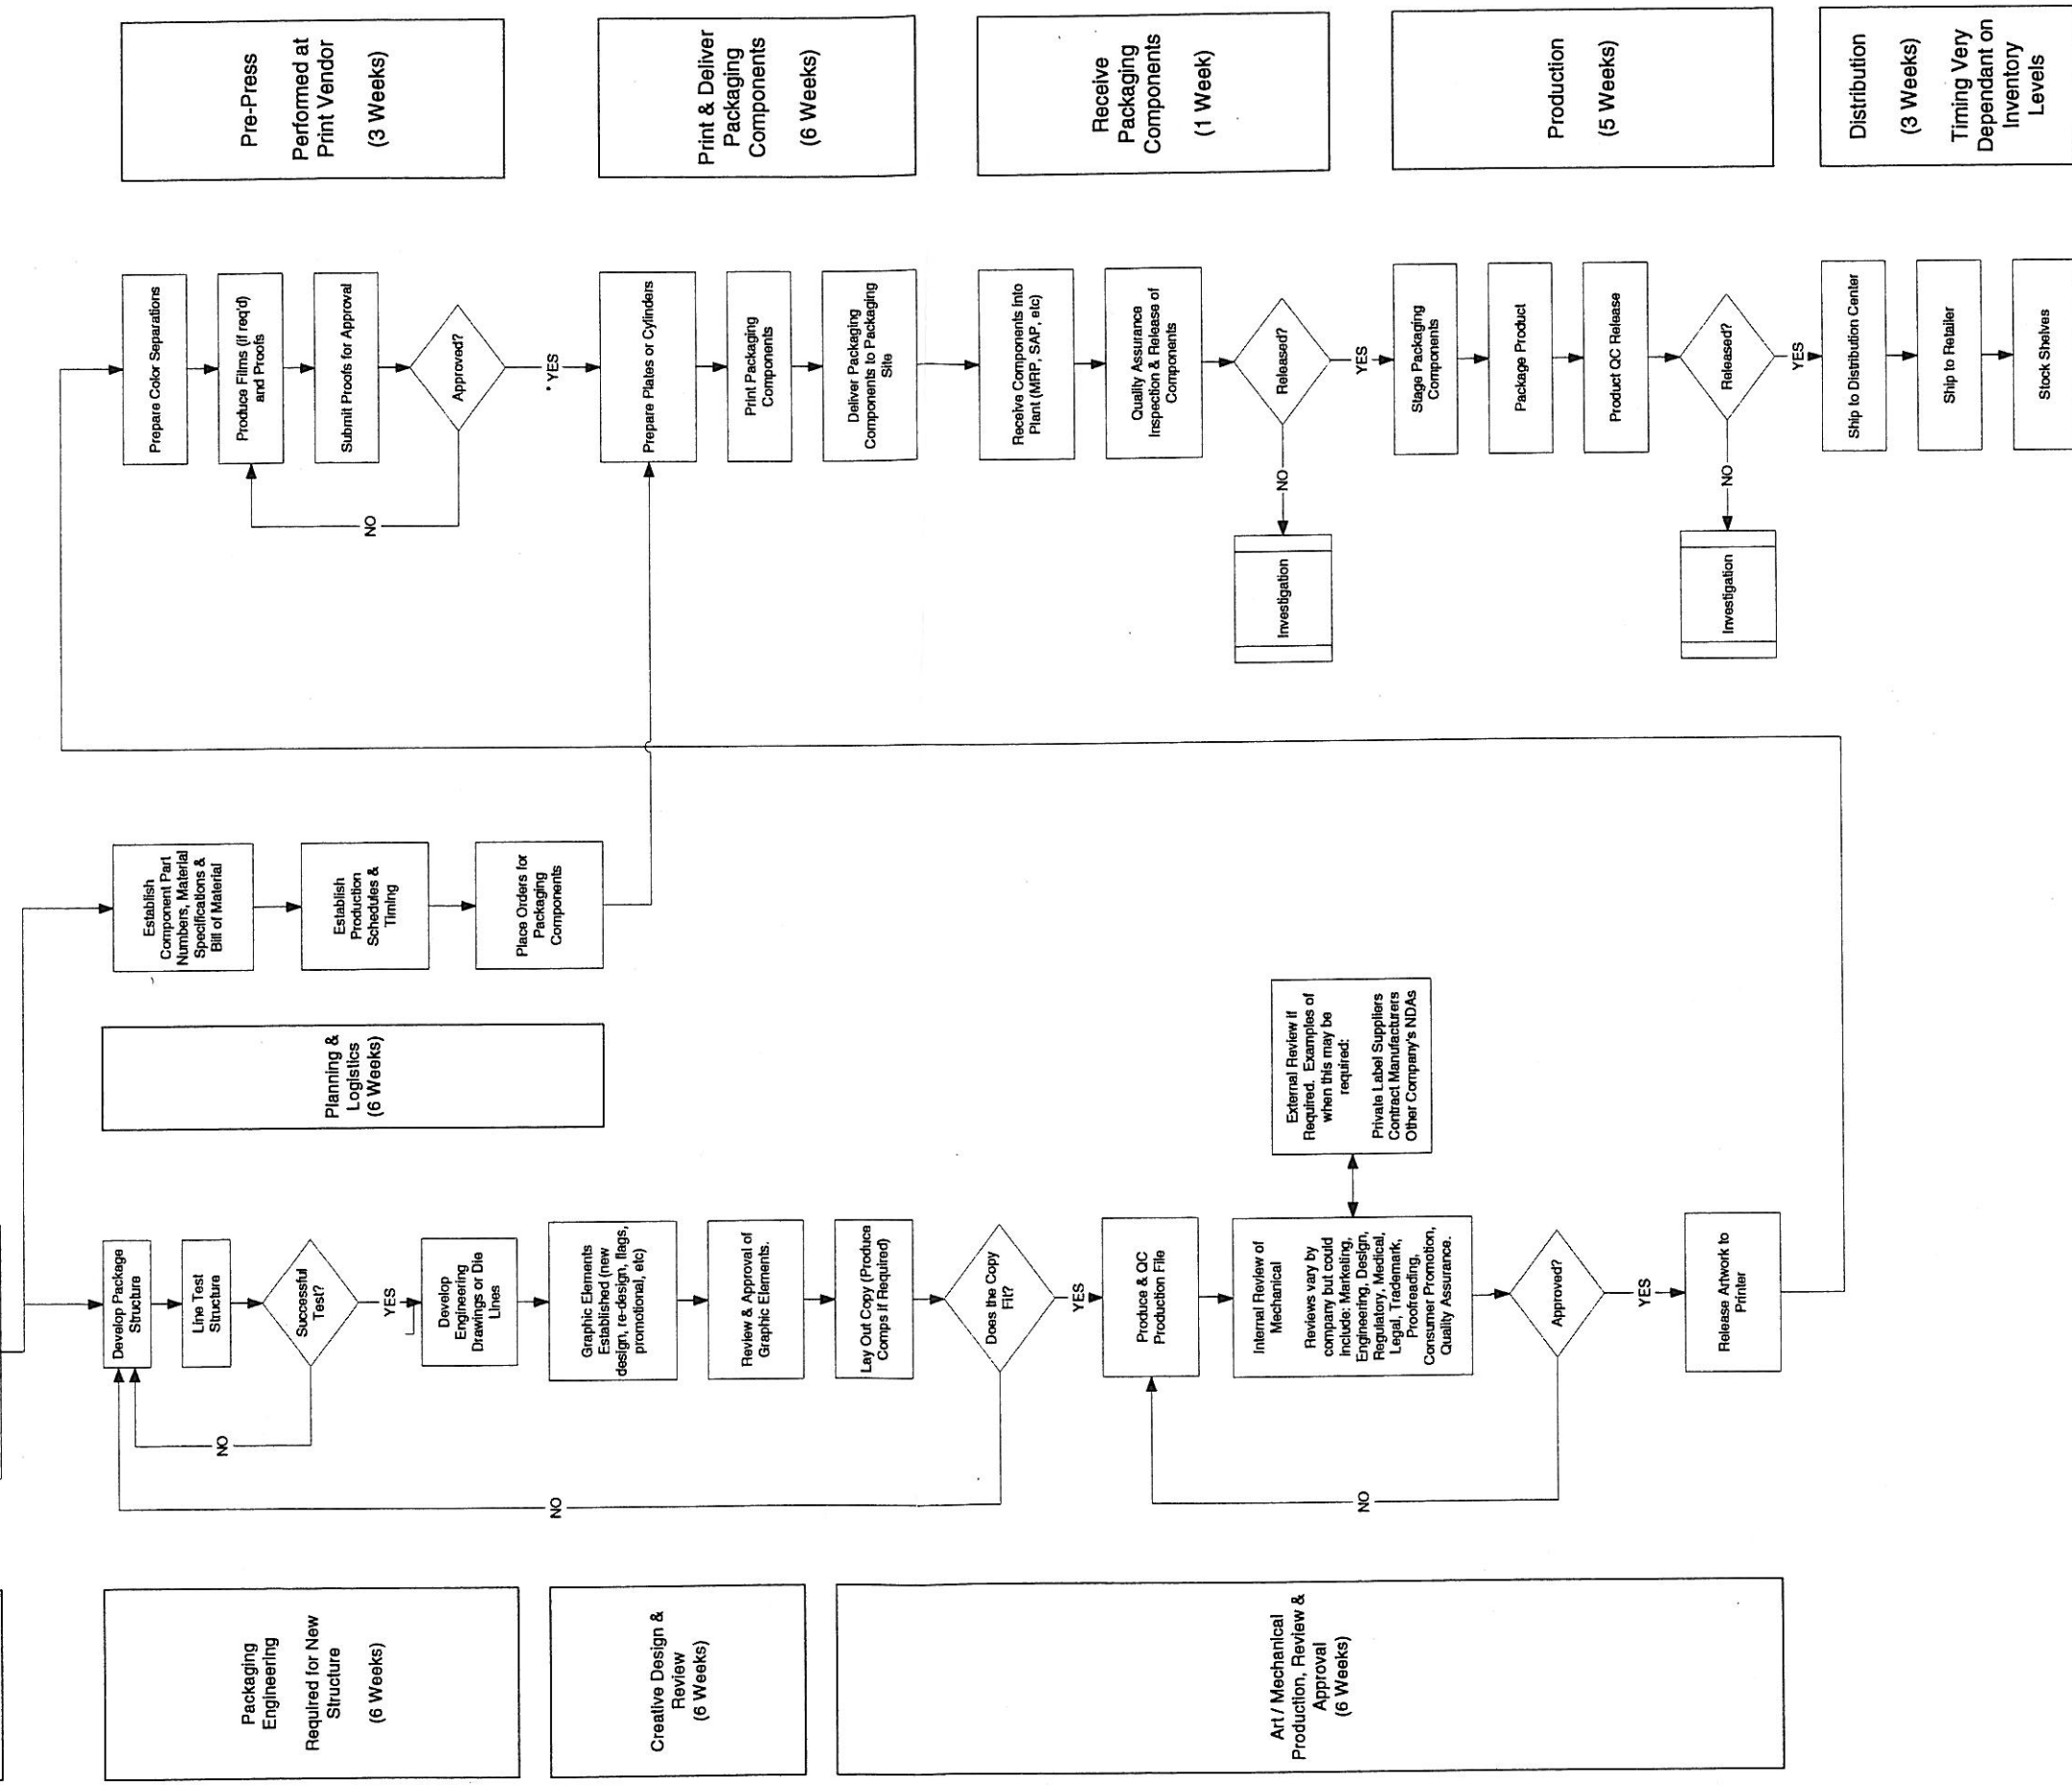 Packaging
Engineering
Required for New
Structure
(6 Weeks)
Creative Design &
Review
(6 Weeks)
Art / Mechanical
Production, Review &
Approval
(6 Weeks)
Develop Package
Structure
Line Test
Structure
Successful
Test?
NO
YES
Develop
Engineering
Drawings or Die
Lines
Graphic Elements
Established (new
design, re-design, flags,
promotional, etc)
Review & Approval of
Graphic Elements.
Lay Out Copy (Produce
Comps if Required)
Does the Copy
Fit?
NO
YES
Produce & QC
Production File
Internal Review of
Mechanical
Reviews vary by
company but could
include: Marketing,
Engineering, Design,
Regulatory, Medical,
Legal, Trademark,
Proofreading,
Consumer Promotion,
Quality Assurance.
External Review if
Required. Examples of
when this may be
required:
Private Label Suppliers
Contract Manufacturers
Other Company's NDAs
Approved?
NO
YES
Release Artwork to
Printer
Planning &
Logistics
(6 Weeks)
Establish
Component Part
Numbers, Material
Specifications &
Bill of Material
Establish
Production
Schedules &
Timing
Place Orders for
Packaging
Components
Prepare Color Separations
Produce Films (if req'd)
and Proofs
Submit Proofs for Approval
Approved?
NO
* YES
Prepare Plates or Cylinders
Print Packaging
Components
Deliver Packaging
Components to Packaging
Site
Receive Components Into
Plant (MRP, SAP, etc)
Quality Assurance
Inspection & Release of
Components
Released?
NO
Investigation
YES
Stage Packaging
Components
Package Product
Product QC Release
Released?
NO
Investigation
YES
Ship to Distribution Center
Ship to Retailer
Stock Shelves
Pre-Press
Performed at
Print Vendor
(3 Weeks)
Print & Deliver
Packaging
Components
(6 Weeks)
Receive
Packaging
Components
(1 Week)
Production
(5 Weeks)
Distribution
(3 Weeks)
Timing Very
Dependant on
Inventory
Levels